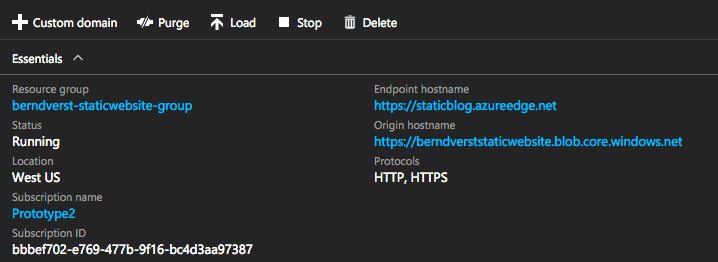 Custom domain Purge Load Stop Delete
Essentials
Resource group
berndverst-staticwebsite-group
Status
Running
Location
West US
Subscription name
Prototype2
Subscription ID
bbbef702-e769-477b-9f16-bc4d3aa97387
Endpoint hostname
https://staticblog.azureedge.net
Origin hostname
https://berndverststaticwebsite.blob.core.windows.net
Protocols
HTTP, HTTPS